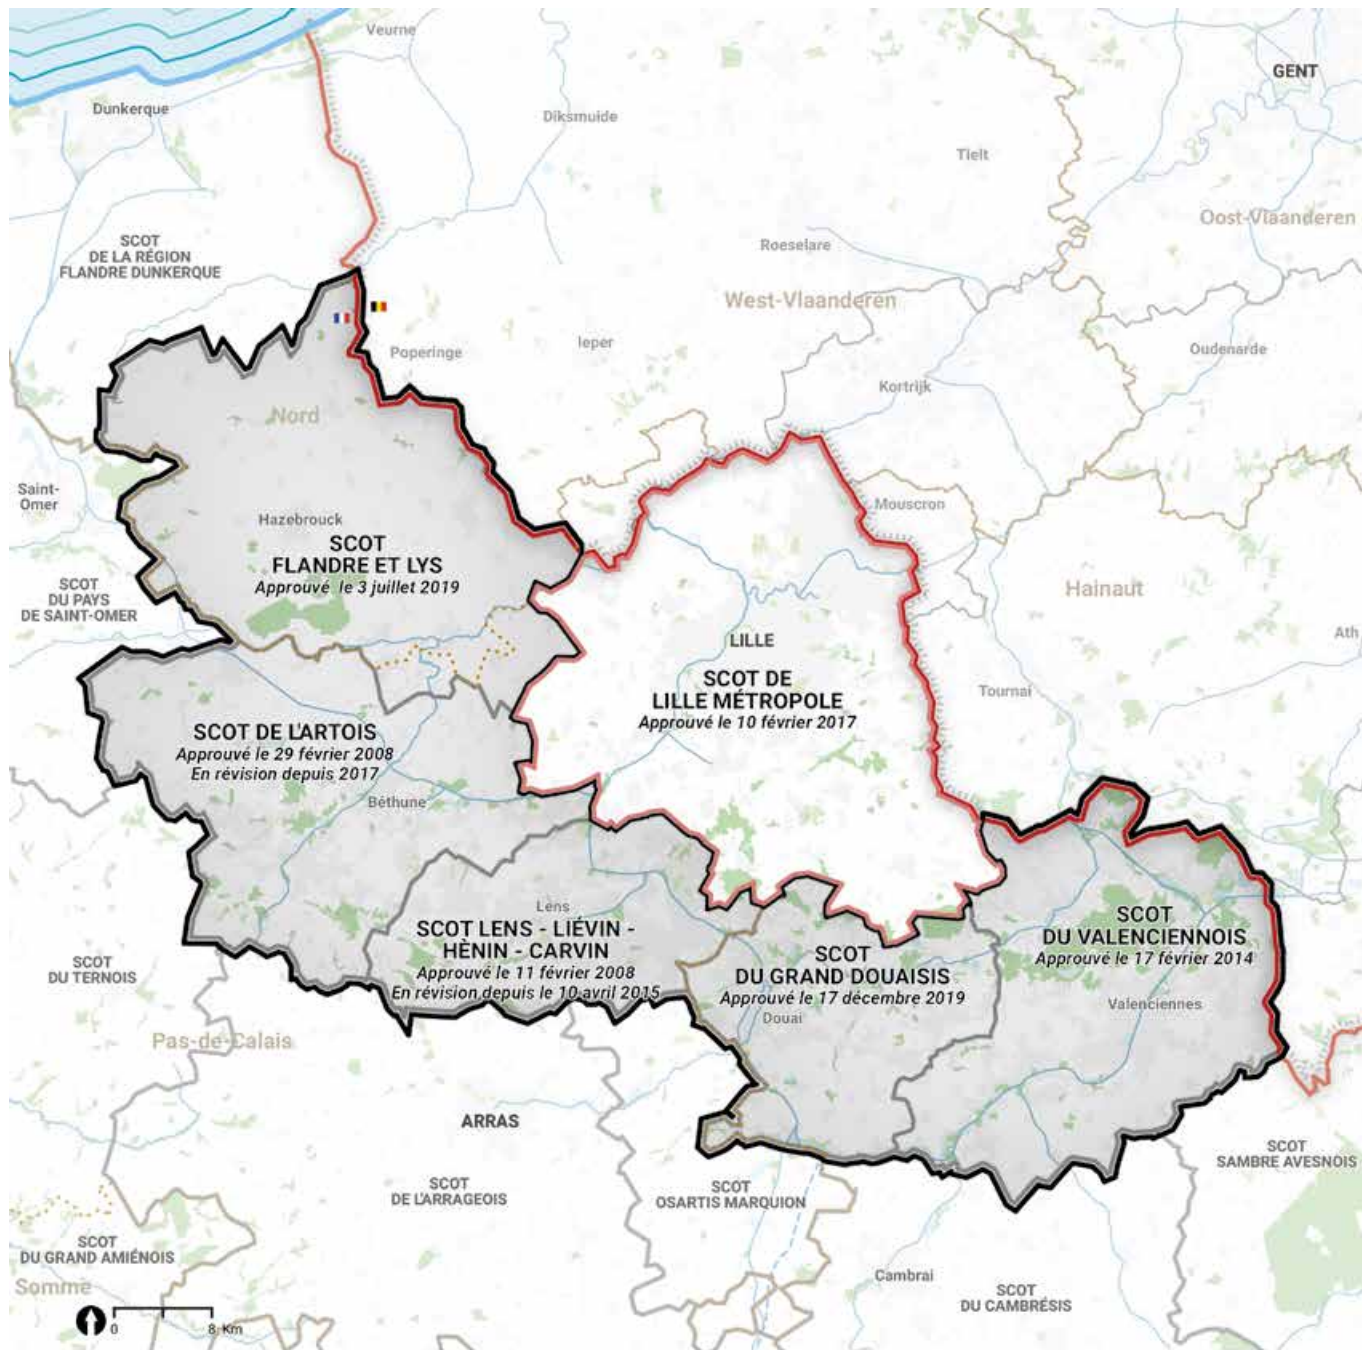 Veurne
GENT
Dunkerque
Diksmuide
Tielt
Oost-Vlaanderen
SCOT
DE LA RÉGION
FLANDRE DUNKERQUE
Roeselare
West-Vlaanderen
Poperinge
Ieper
Oudenarde
Kortrijk
Nord
Saint-
Omer
Mouscron
Hazebrouck
SCOT
FLANDRE ET LYS
Approuvé le 3 juillet 2019
SCOT
DU PAYS
DE SAINT-OMER
Hainaut
Ath
LILLE
SCOT DE
LILLE MÉTROPOLE
Approuvé le 10 février 2017
Tournai
SCOT DE L'ARTOIS
Approuvé le 29 février 2008
En révision depuis 2017
Béthune
Lens
SCOT LENS - LIÉVIN -
HÈNIN - CARVIN
Approuvé le 11 février 2008
En révision depuis le 10 avril 2015
SCOT
DU GRAND DOUAISIS
Approuvé le 17 décembre 2019
Douai
SCOT
DU VALENCIENNOIS
Approuvé le 17 février 2014
Valenciennes
SCOT
DU TERNOIS
Pas-de-Calais
ARRAS
SCOT
DE L'ARRAGEOIS
SCOT
OSARTIS MARQUION
SCOT
SAMBRE AVESNOIS
SCOT
DU GRAND AMIÉNOIS
Somme
Cambrai
SCOT
DU CAMBRÉSIS
0 8 Km